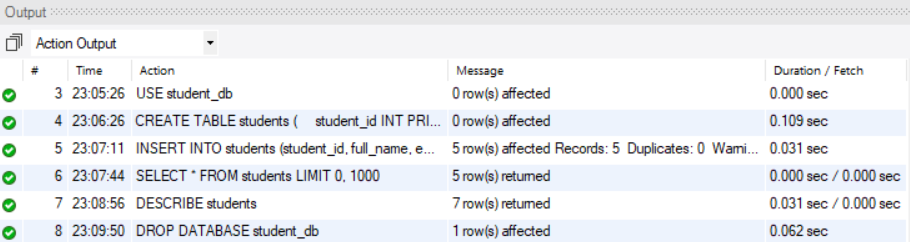 Output
Action Output
# Time Action Message Duration / Fetch
3 23:05:26 USE student_db 0 row(s) affected 0.000 sec
4 23:06:26 CREATE TABLE students ( student_id INT PRI... 0 row(s) affected 0.109 sec
5 23:07:11 INSERT INTO students (student_id, full_name, e... 5 row(s) affected Records: 5 Duplicates: 0 Warni... 0.031 sec
6 23:07:44 SELECT * FROM students LIMIT 0, 1000 5 row(s) returned 0.000 sec / 0.000 sec
7 23:08:56 DESCRIBE students 7 row(s) returned 0.031 sec / 0.000 sec
8 23:09:50 DROP DATABASE student_db 1 row(s) affected 0.062 sec